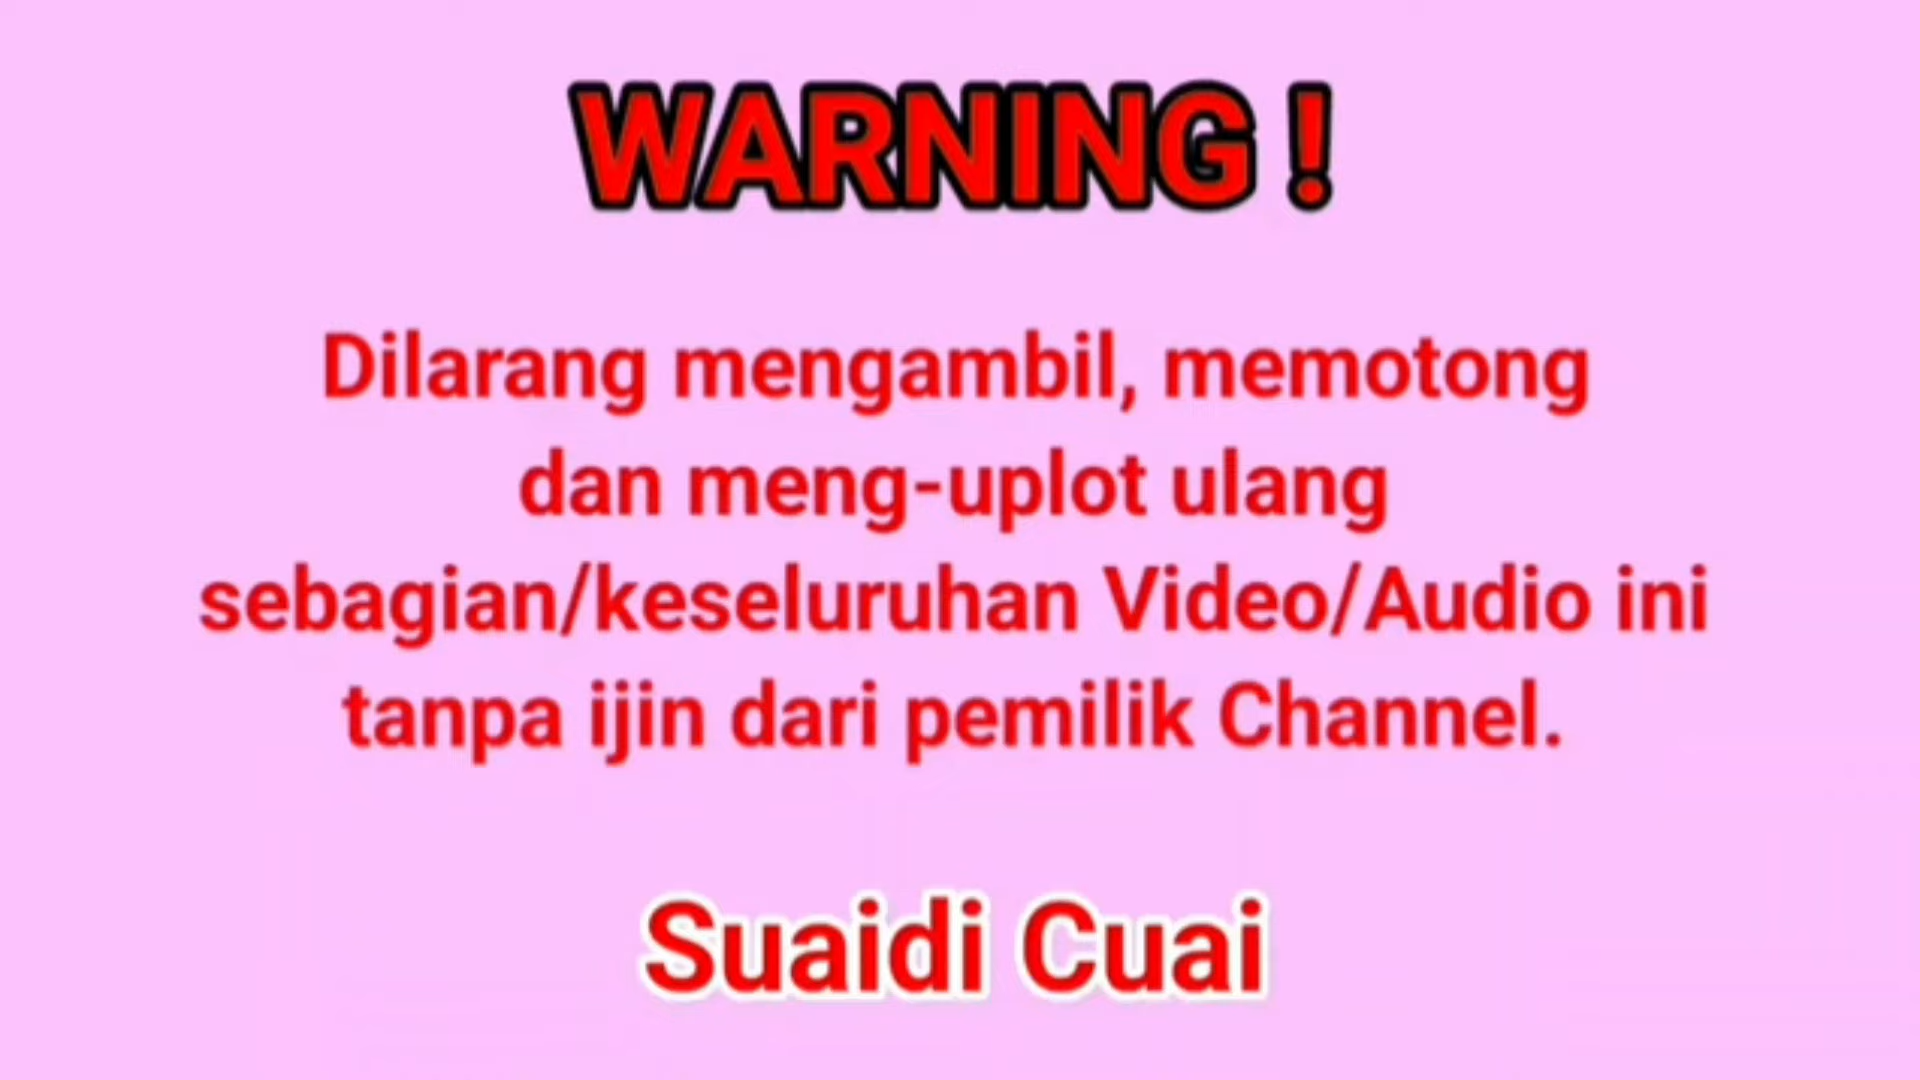 WARNING !
Dilarang mengambil, memotong
dan meng-uplot ulang
sebagian/keseluruhan Video/Audio ini
tanpa ijin dari pemilik Channel.
Suaidi Cuai